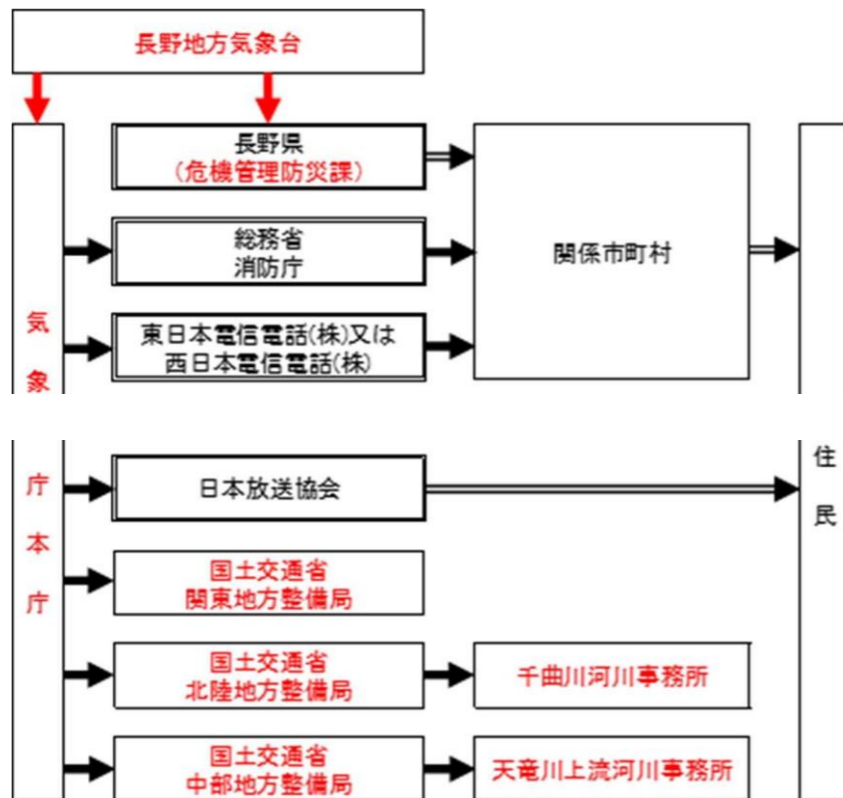 長野地方気象台
長野県
(危機管理防災課)
総務省
消防庁
関係市町村
気
象
東日本電信電話(株)又は
西日本電信電話(株)
庁
本
庁
日本放送協会
住
民
国土交通省
関東地方整備局
国土交通省
北陸地方整備局
千曲川河川事務所
国土交通省
中部地方整備局
天竜川上流河川事務所